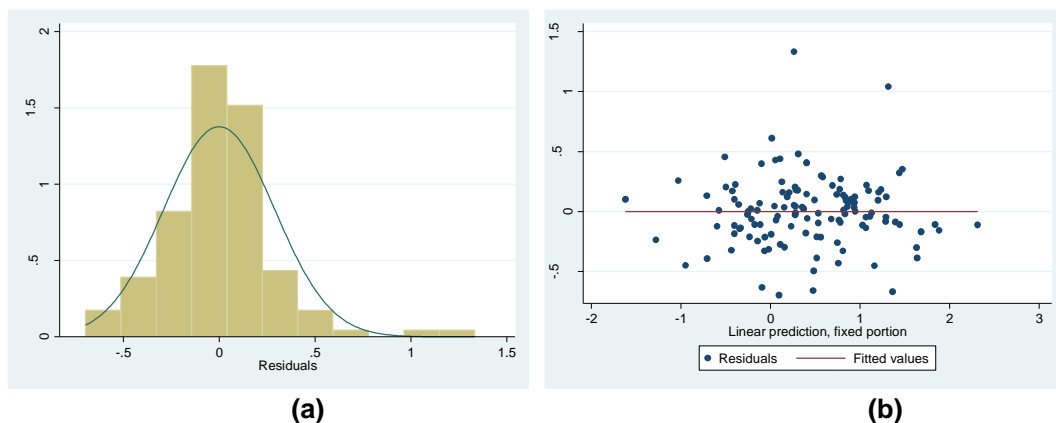 2
1.5
1
.5
0
-.5 0 .5 1 1.5
Residuals
(a)
1.5
1
.5
0
-.5
-2 -1 0 1 2 3
Linear prediction, fixed portion
Residuals Fitted values
(b)